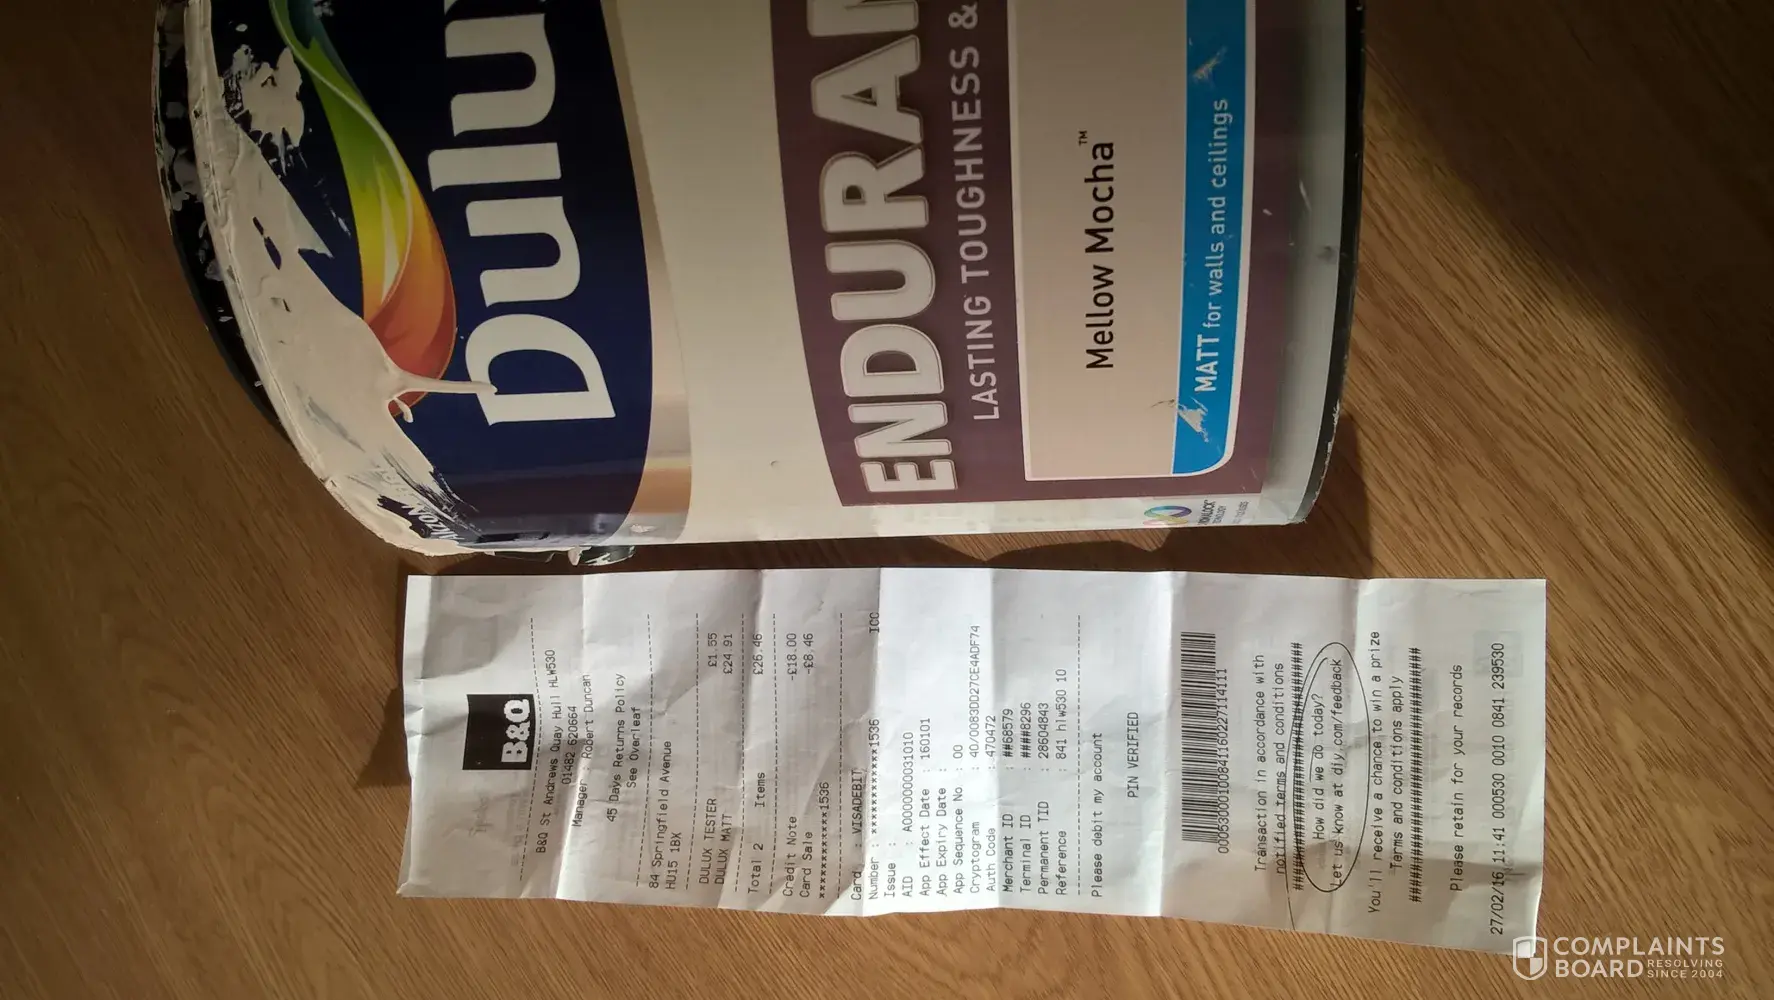 Dulu
ENDURAN
LASTING TOUGHNESS &
Mellow Mocha™
MATT for walls and ceilings
B&Q
B&Q St Andrews Quay Hull HLW530
01482 620664
Manager : Robert Duncan
45 Days Returns Policy
See Overleaf
84 Springfield Avenue
HU15 1BX
DULUX TESTER £1.55
DULUX MATT £24.91
Total 2 Items £26.46
Credit Note -£18.00
Card Sale -£8.46
************1536
Card : VISADEBIT ICC
Number : ************1536
Issue :
AID : A0000000031010
App Effect Date : 160101
App Expiry Date :
App Sequence No : 00
Cryptogram : 40/0083DD27CE4ADF74
Auth Code : 470472
Merchant ID : ##68579
Terminal ID : ####8296
Permanent TID : 28604843
Reference : 841 hlw530 10
Please debit my account
PIN VERIFIED
000530001000841160227114111
Transaction in accordance with
notified terms and conditions
How did we do today?
Let us know at diy.com/feedback
You'll receive a chance to win a prize
Terms and conditions apply
Please retain for your records
27/02/16 11:41 000530 0010 0841 239530
COMPLAINTS
BOARD RESOLVING
SINCE 2004